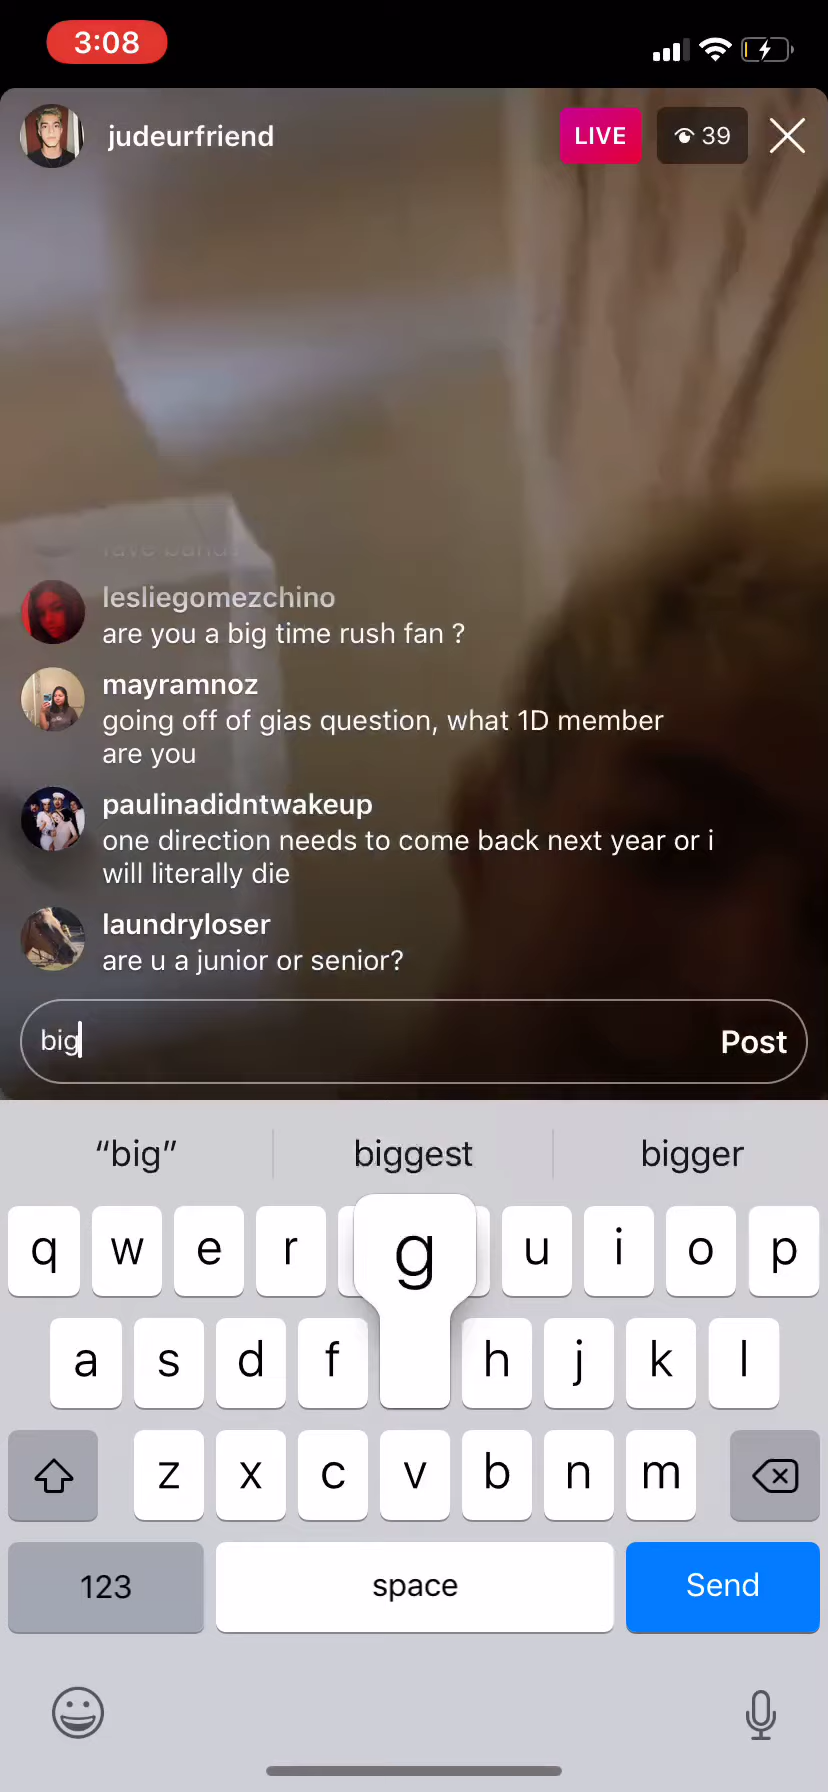 3:08
judeurfriend
LIVE
39
fave bands
lesliegomezchino
are you a big time rush fan ?
mayramnoz
going off of gias question, what 1D member
are you
paulinadidntwakeup
one direction needs to come back next year or i
will literally die
laundryloser
are u a junior or senior?
big
Post
“big” biggest bigger
q w e r g u i o p
a s d f h j k l
z x c v b n m
123 space Send